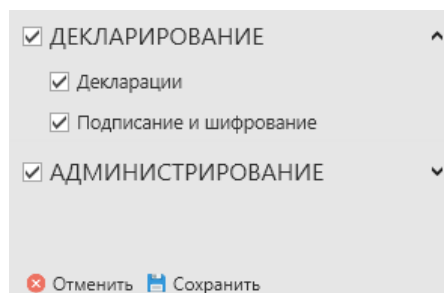 ДЕКЛАРИРОВАНИЕ
Декларации
Подписание и шифрование
АДМИНИСТРИРОВАНИЕ
Отменить Сохранить